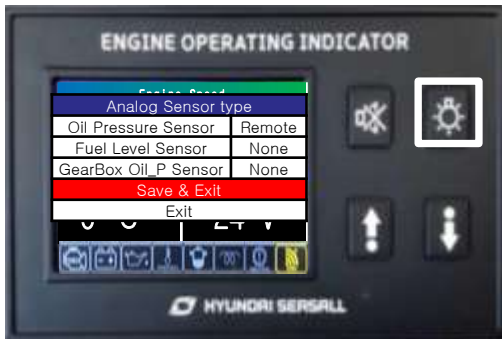 ENGINE OPERATING INDICATOR
Engine Speed
Analog Sensor type
Oil Pressure Sensor Remote
Fuel Level Sensor None
GearBox Oil_P Sensor None
Save & Exit
Exit
24 V
HYUNDAI SEASALL